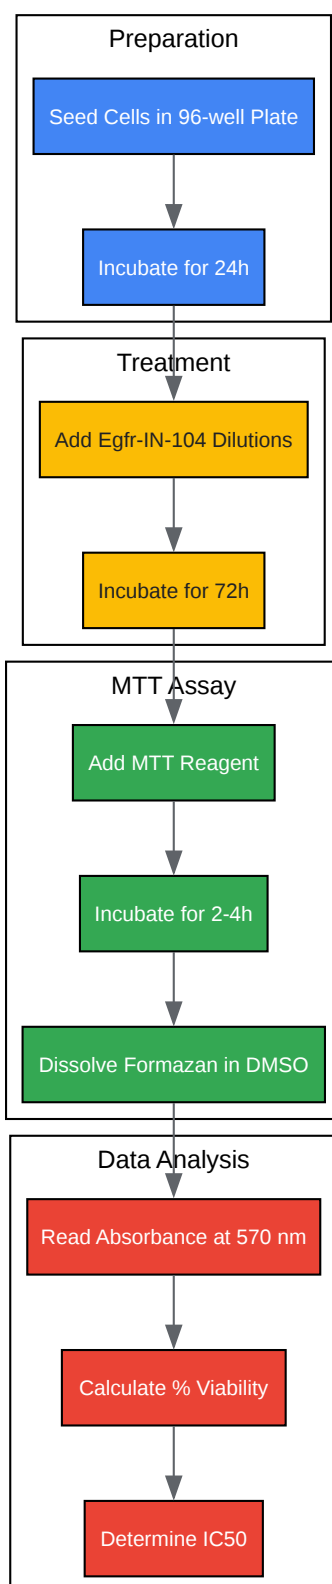 Preparation
Seed Cells in 96-well Plate
Incubate for 24h
Treatment
Add Egfr-IN-104 Dilutions
Incubate for 72h
MTT Assay
Add MTT Reagent
Incubate for 2-4h
Dissolve Formazan in DMSO
Data Analysis
Read Absorbance at 570 nm
Calculate % Viability
Determine IC50